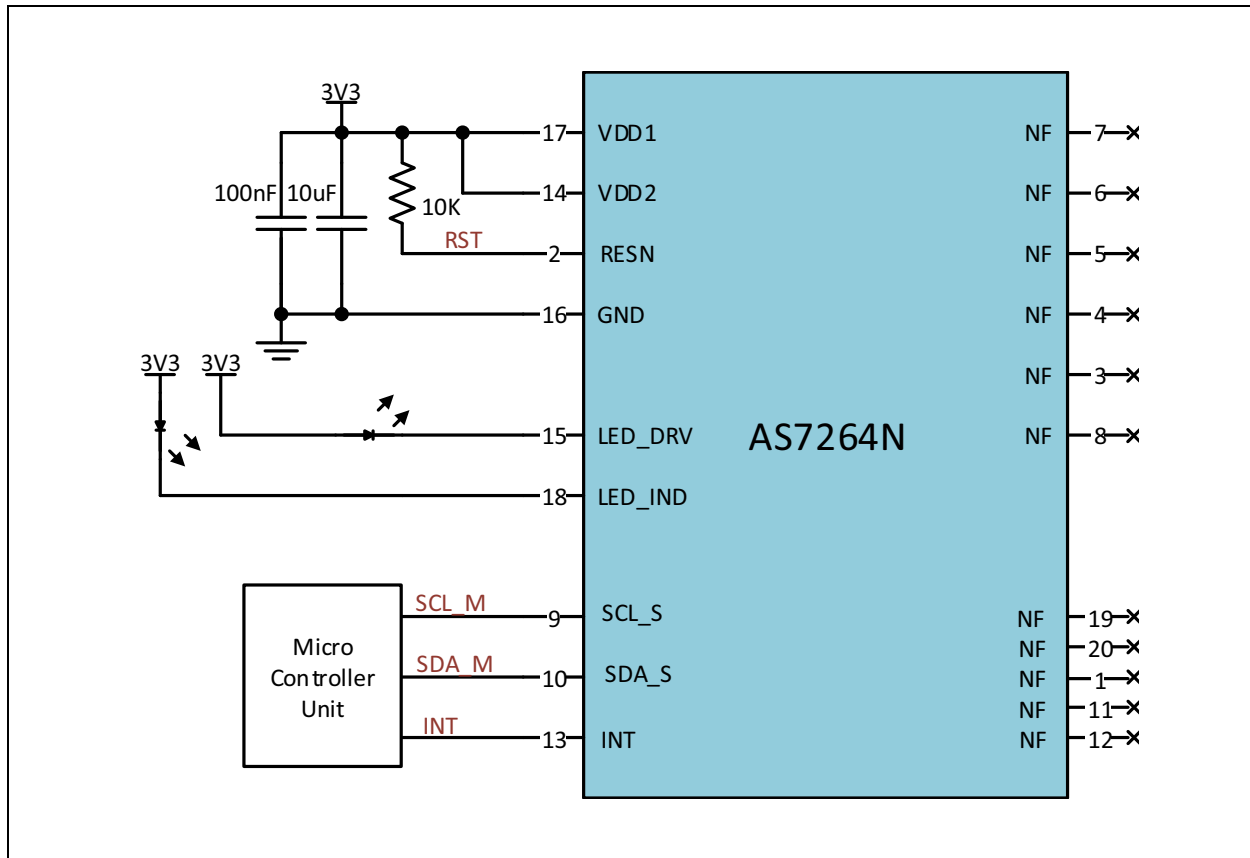 3V3
17 VDD1 NF 7
100nF 10uF 10K 14 VDD2 NF 6
RST 2 RESN NF 5
16 GND NF 4
3V3 3V3 NF 3
15 LED_DRV AS7264N NF 8
18 LED_IND
SCL_M 9 SCL_S NF 19
Micro NF 20
Controller SDA_M 10 SDA_S NF 1
Unit NF 11
INT 13 INT NF 12